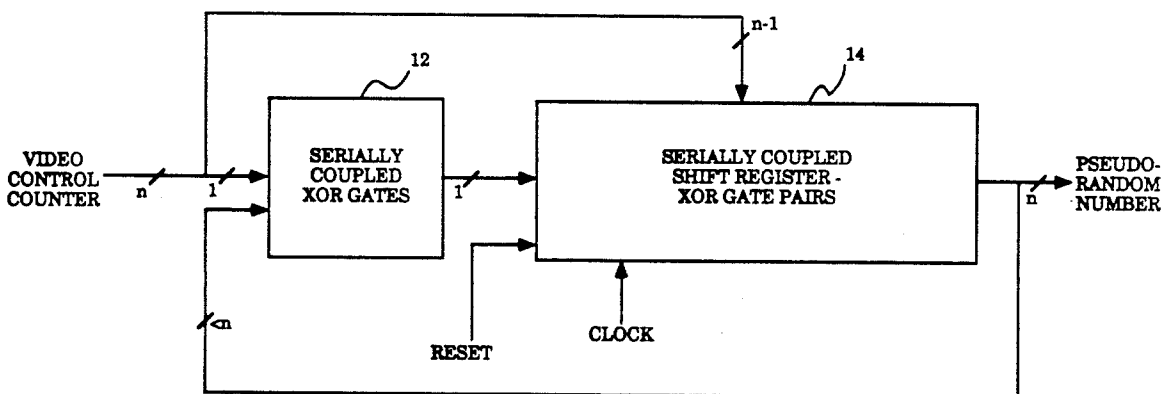 n-1
12
14
VIDEO
CONTROL
COUNTER
n
1
SERIALLY
COUPLED
XOR GATES
1
SERIALLY COUPLED
SHIFT REGISTER -
XOR GATE PAIRS
n
PSEUDO-
RANDOM
NUMBER
<n
RESET
CLOCK